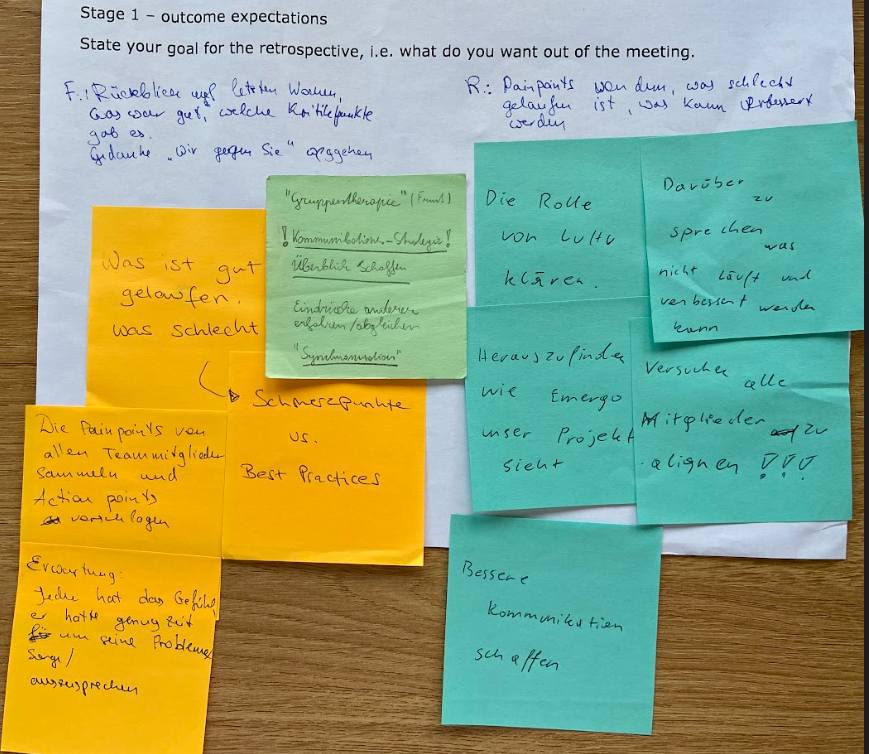 Stage 1 – outcome expectations
State your goal for the retrospective, i.e. what do you want out of the meeting.
F.: Rückblick auf letzten Wochen,
was war gut, welche Kritikpunkte
gab es.
Gedanke "Wir gegen Sie" angehen
R.: Painpoints von dem, was schlecht
gelaufen ist, was kann verbessert
werden
"Gruppentherapie" (Frust)
! Kommunikations-Strategie !
Überblick Schaffen
Eindrücke anderer
erfahren/abgleichen
"Synchronisation"
Was ist gut
gelaufen,
was schlecht
Schmerzpunkte
vs.
Best Practices
Die Painpoints von
allen Teammitglieder
sammeln und
Action points
vorschlagen
Erwartung:
Jede hat das Gefühl,
er hatte genug Zeit
um seine Probleme
Sorge/
auszusprechen
Die Rolle
von
klären.
Darüber
zu
sprechen
was
nicht läuft und
verbessert werden
kann
Herauszufinden
wie Emergo
unser Projekt
sieht
Versuchen
alle
Mitglieder zu
alignen !!!
Bessere
kommunikation
schaffen